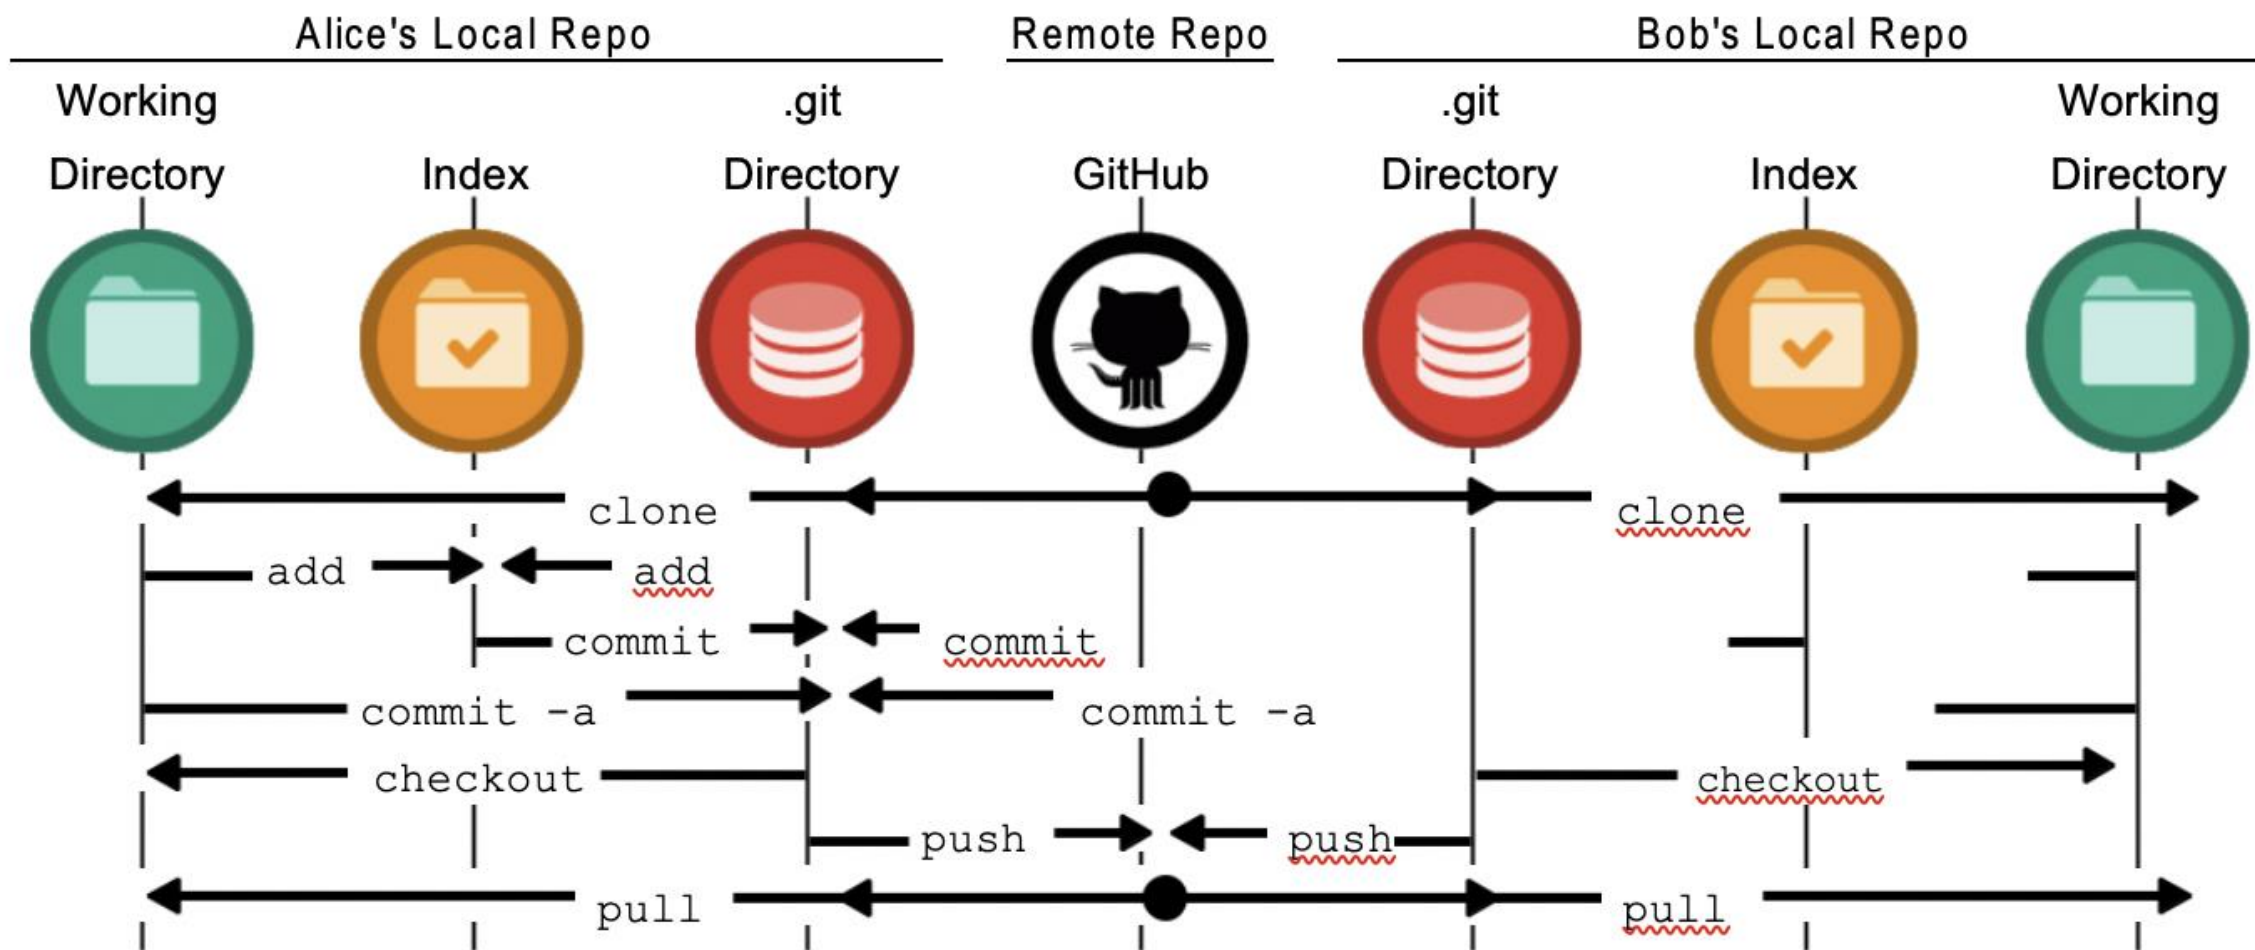 Alice's Local Repo
Remote Repo
Bob's Local Repo
Working
.git
.git
Working
Directory
Index
Directory
GitHub
Directory
Index
Directory
clone
clone
add
add
commit
commit
commit -a
commit -a
checkout
checkout
push
push
pull
pull